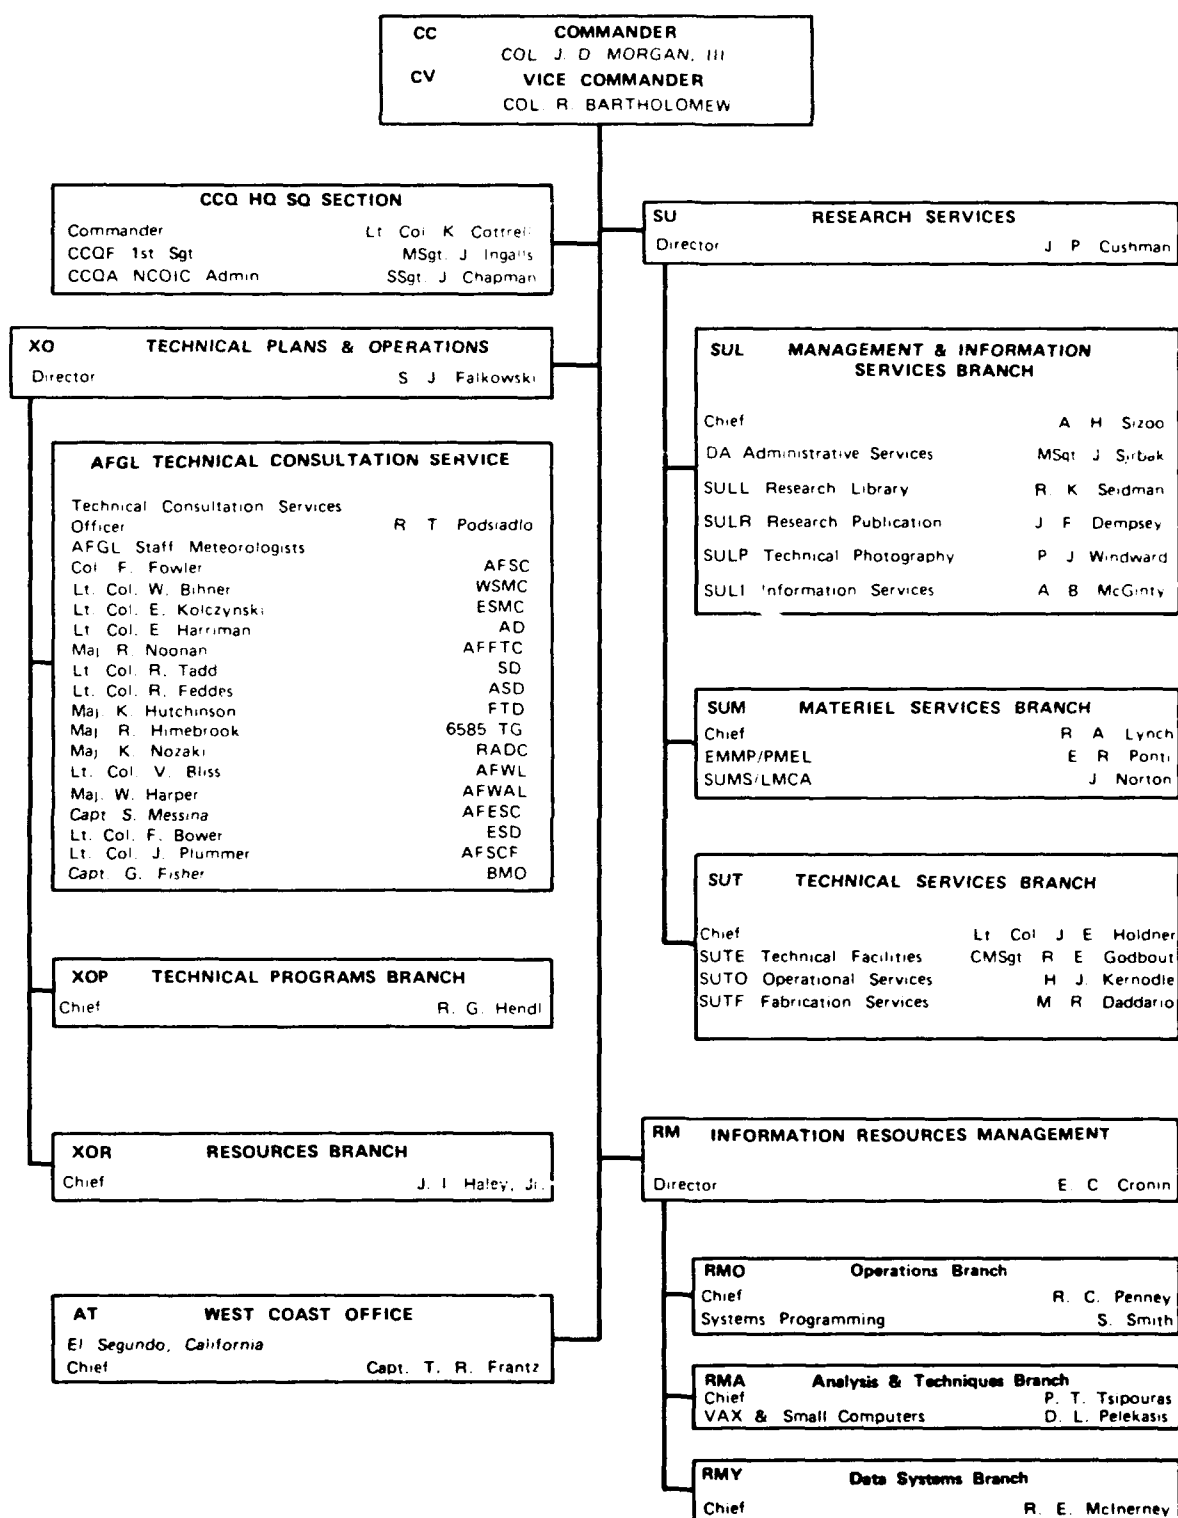 CC COMMANDER
COL J. D MORGAN, III
CV VICE COMMANDER
COL. R. BARTHOLOMEW
CCQ HQ SQ SECTION
Commander Lt Col K Cottrell
CCQF 1st Sgt MSgt. J Ingalls
CCQA NCOIC Admin SSgt. J Chapman
XO TECHNICAL PLANS & OPERATIONS
Director S J Falkowski
AFGL TECHNICAL CONSULTATION SERVICE
Technical Consultation Services
Officer R T Podsiadlo
AFGL Staff Meteorologists
Col F. Fowler AFSC
Lt. Col. W. Bihner WSMC
Lt. Col. E. Kolczynski ESMC
Lt Col. E Harriman AD
Maj R. Noonan AFFTC
Lt Col. R. Tadd SD
Lt. Col. R. Feddes ASD
Maj. K. Hutchinson FTD
Maj R. Himebrook 6585 TG
Maj K. Nozaki RADC
Lt. Col. V. Bliss AFWL
Maj. W. Harper AFWAL
Capt S. Messina AFESC
Lt. Col. F. Bower ESD
Lt. Col. J. Plummer AFSCF
Capt. G. Fisher BMO
XOP TECHNICAL PROGRAMS BRANCH
Chief R. G. Hendl
XOR RESOURCES BRANCH
Chief J. I Haley, Jr.
AT WEST COAST OFFICE
El Segundo, California
Chief Capt. T. R. Frantz
SU RESEARCH SERVICES
Director J P Cushman
SUL MANAGEMENT & INFORMATION
SERVICES BRANCH
Chief A H Sizoo
DA Administrative Services MSgt J Sirbak
SULL Research Library R. K Seidman
SULR Research Publication J F Dempsey
SULP Technical Photography P J Windward
SULI Information Services A B McGinty
SUM MATERIEL SERVICES BRANCH
Chief R A Lynch
EMMP/PMEL E R Ponti
SUMS/LMCA J Norton
SUT TECHNICAL SERVICES BRANCH
Chief Lt Col J E Holdner
SUTE Technical Facilities CMSgt R E Godbout
SUTO Operational Services H J. Kernodle
SUTF Fabrication Services M R Daddario
RM INFORMATION RESOURCES MANAGEMENT
Director E. C Cronin
RMO Operations Branch
Chief R. C. Penney
Systems Programming S. Smith
RMA Analysis & Techniques Branch
Chief P. T. Tsipouras
VAX & Small Computers D. L. Pelekasis
RMY Data Systems Branch
Chief R. E. McInerney